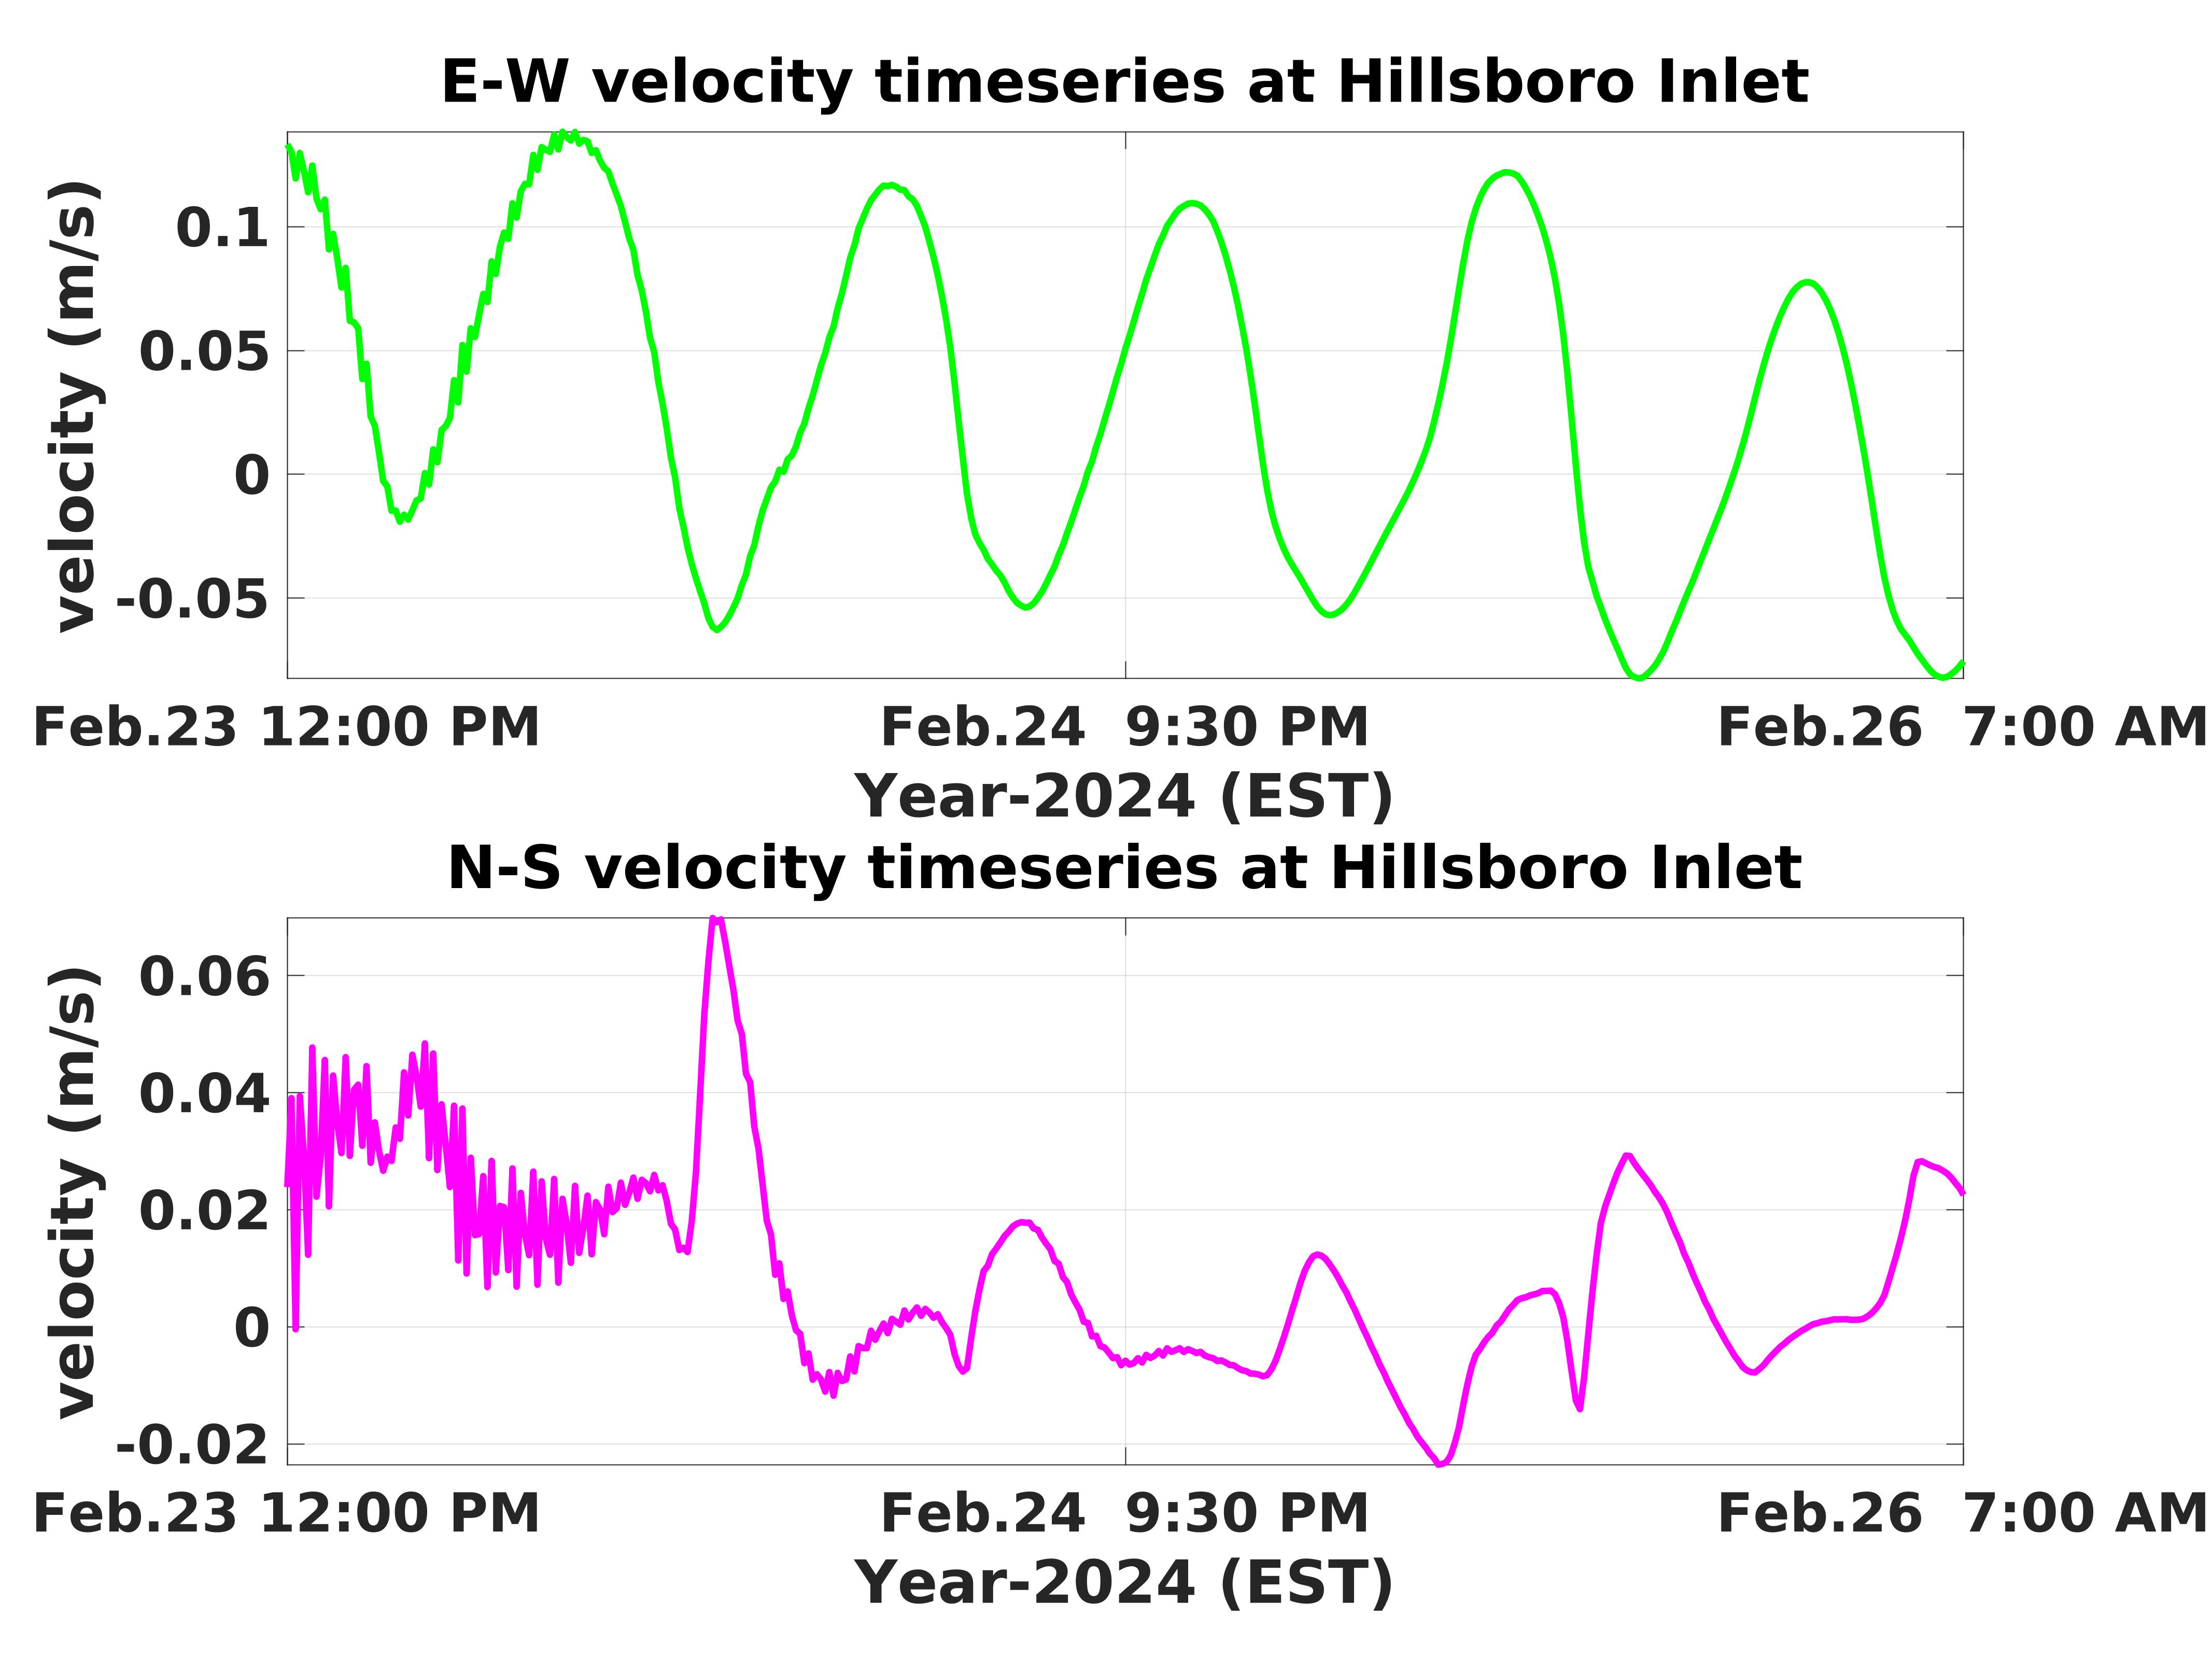 E-W velocity timeseries at Hillsboro Inlet
velocity (m/s)
0.1
0.05
0
-0.05
Feb.23 12:00 PM
Feb.24 9:30 PM
Feb.26 7:00 AM
Year-2024 (EST)
N-S velocity timeseries at Hillsboro Inlet
velocity (m/s)
0.06
0.04
0.02
0
-0.02
Feb.23 12:00 PM
Feb.24 9:30 PM
Feb.26 7:00 AM
Year-2024 (EST)